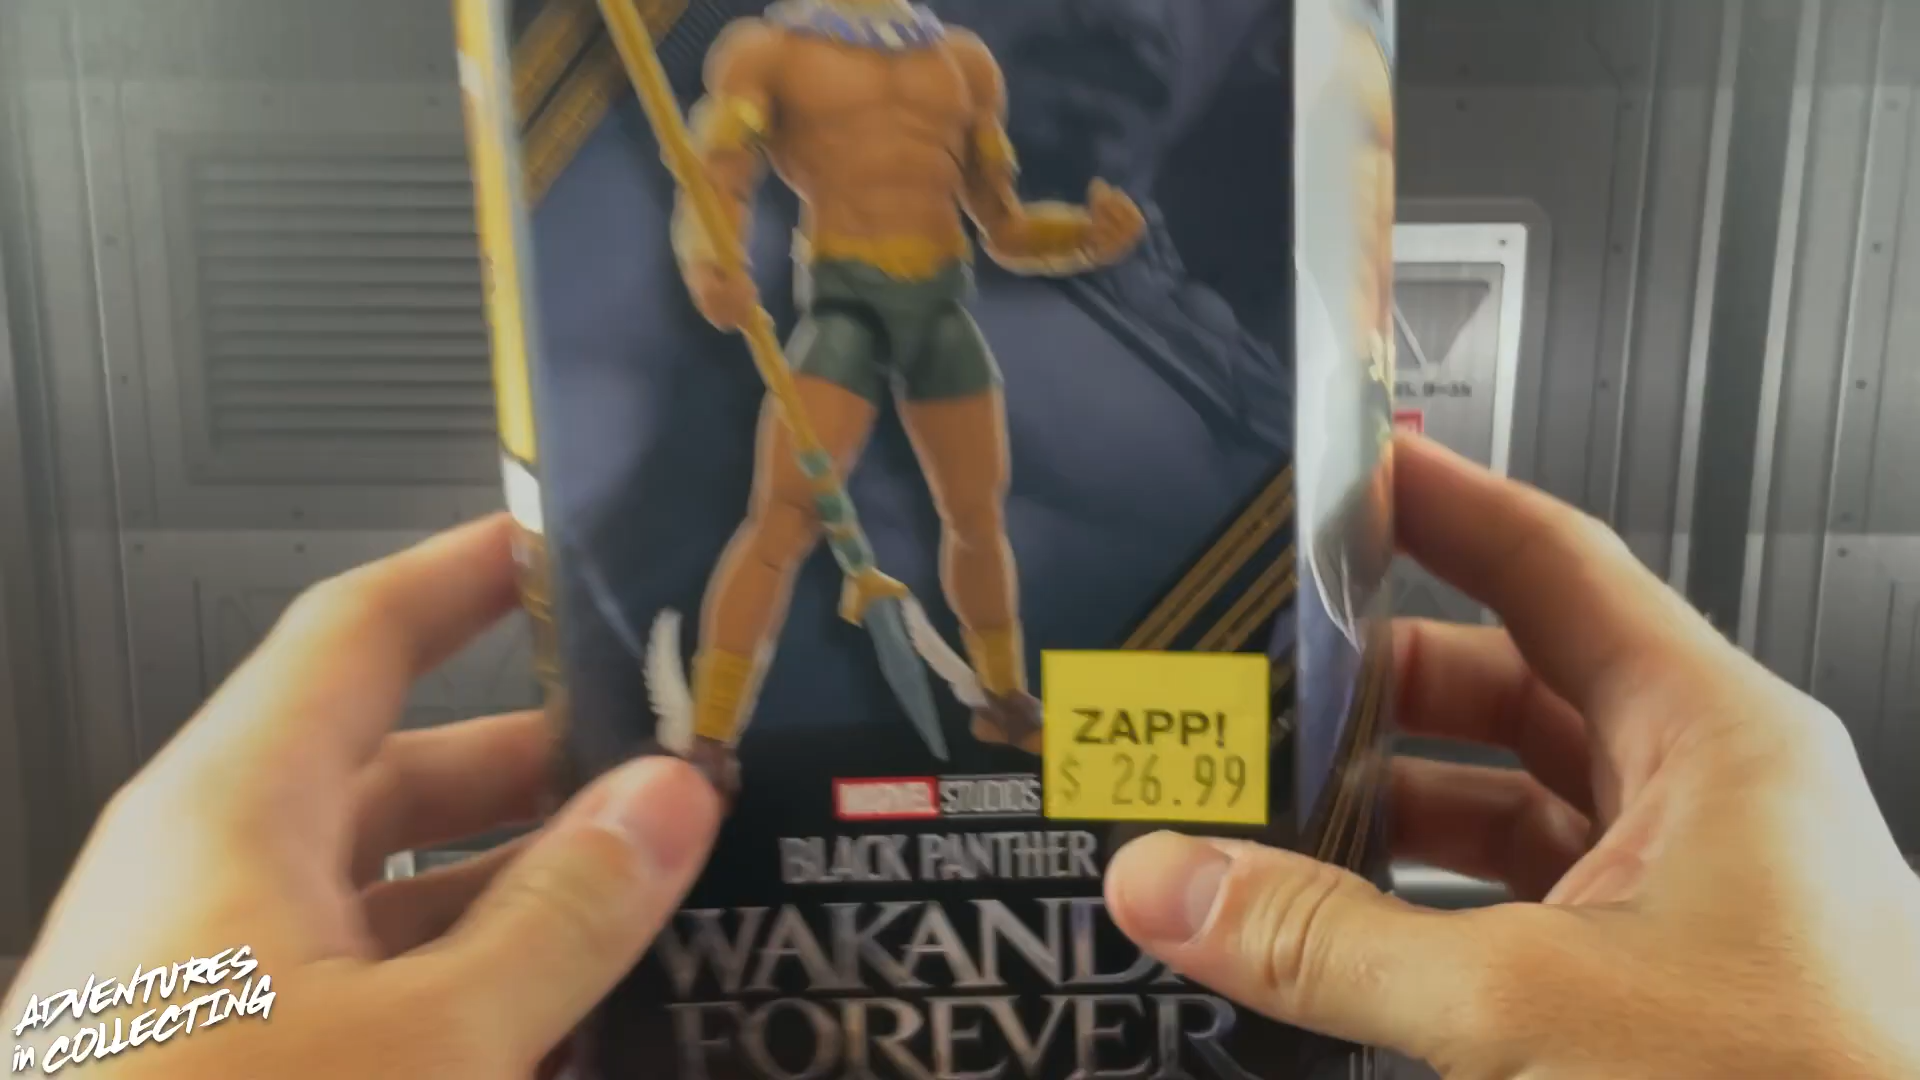 ZAPP!
$ 26.99
MARVEL STUDIOS
BLACK PANTHER
WAKANDA
FOREVER
ADVENTURES
in COLLECTING